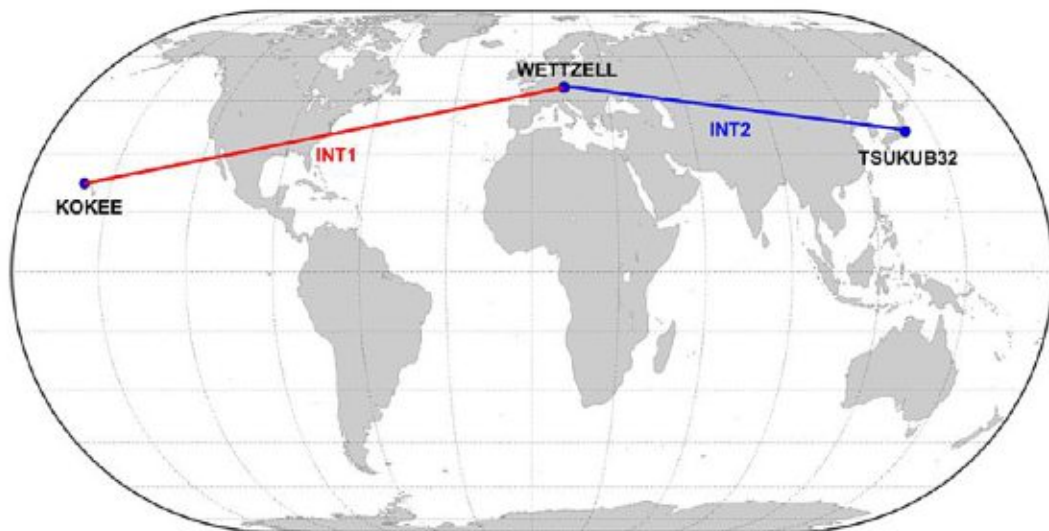 WETTZELL
INT2
INT1
TSUKUB32
KOKEE